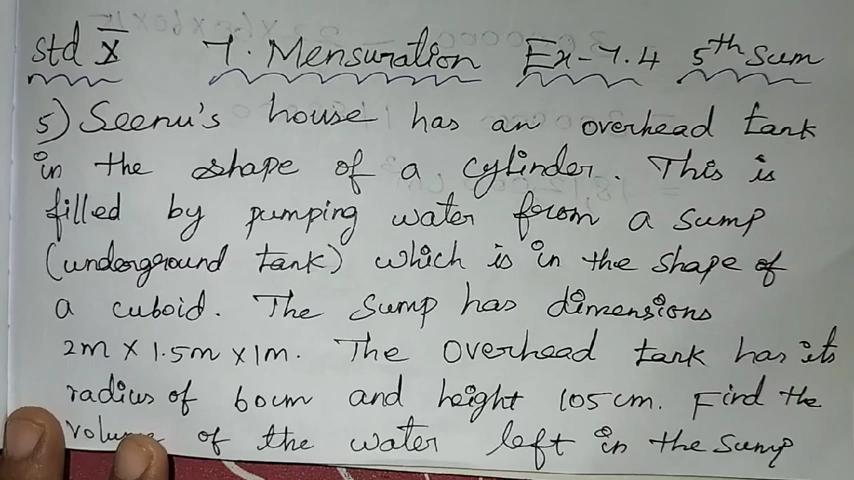 Std X 7. Mensuration Ex-7.4 5th Sum
5) Seenu's house has an overhead tank
in the shape of a cylinder. This is
filled by pumping water from a sump
(underground tank) which is in the shape of
a cuboid. The Sump has dimensions
2m X 1.5m X 1m. The overhead tank has its
radius of 60cm and height 105cm. Find the
volume of the water left in the Sump